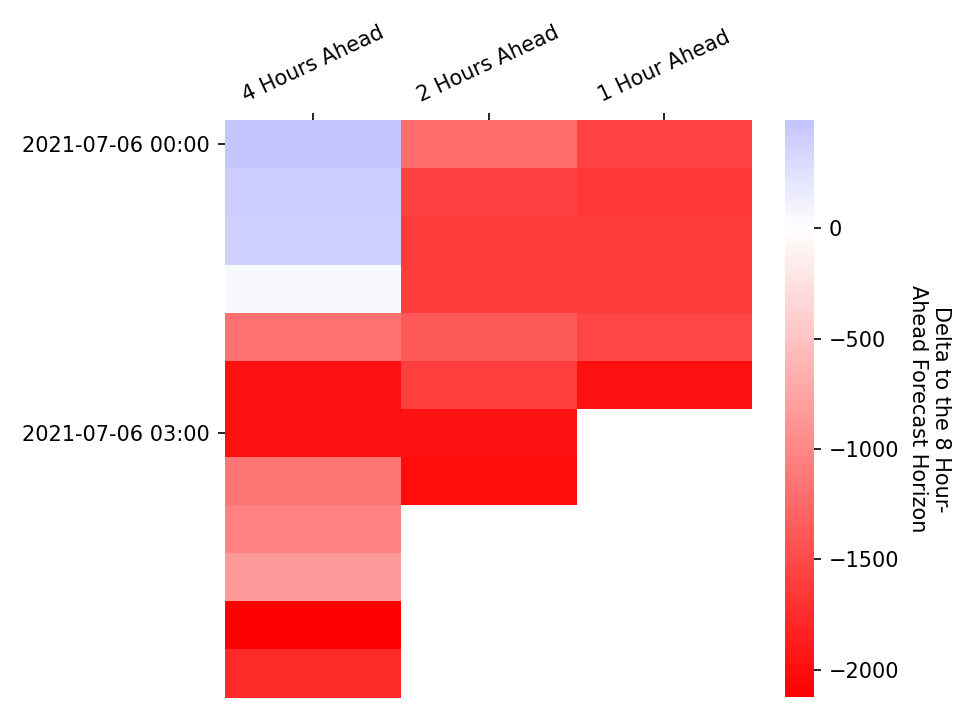 4 Hours Ahead
2 Hours Ahead
1 Hour Ahead
2021-07-06 00:00
2021-07-06 03:00
0
−500
−1000
−1500
−2000
Delta to the 8 Hour-
Ahead Forecast Horizon